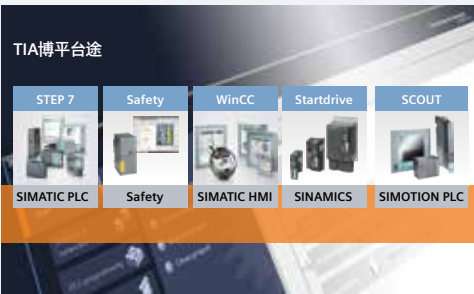 TIA博平台途
STEP 7
Safety
WinCC
Startdrive
SCOUT
SIMATIC PLC
Safety
SIMATIC HMI
SINAMICS
SIMOTION PLC